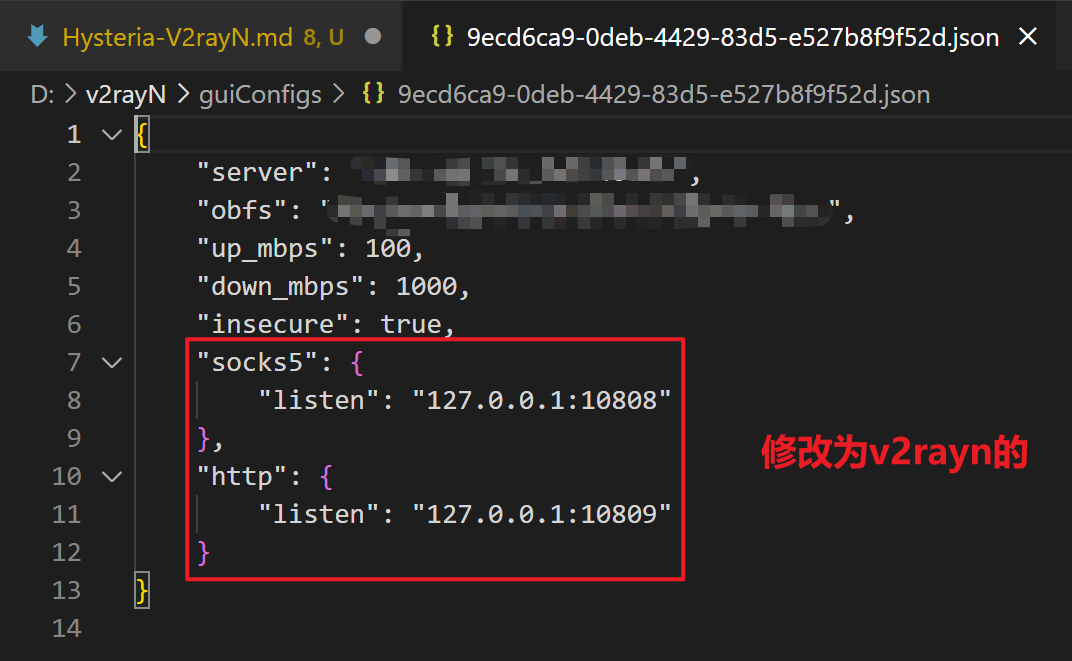 Hysteria-V2rayN.md 8, U
{} 9ecd6ca9-0deb-4429-83d5-e527b8f9f52d.json
D: > v2rayN > guiConfigs > {} 9ecd6ca9-0deb-4429-83d5-e527b8f9f52d.json
1 {
2 "server": ,
3 "obfs": "",
4 "up_mbps": 100,
5 "down_mbps": 1000,
6 "insecure": true,
7 "socks5": {
8 "listen": "127.0.0.1:10808"
9 },
10 "http": {
11 "listen": "127.0.0.1:10809"
12 }
13 }
14
修改为v2rayn的